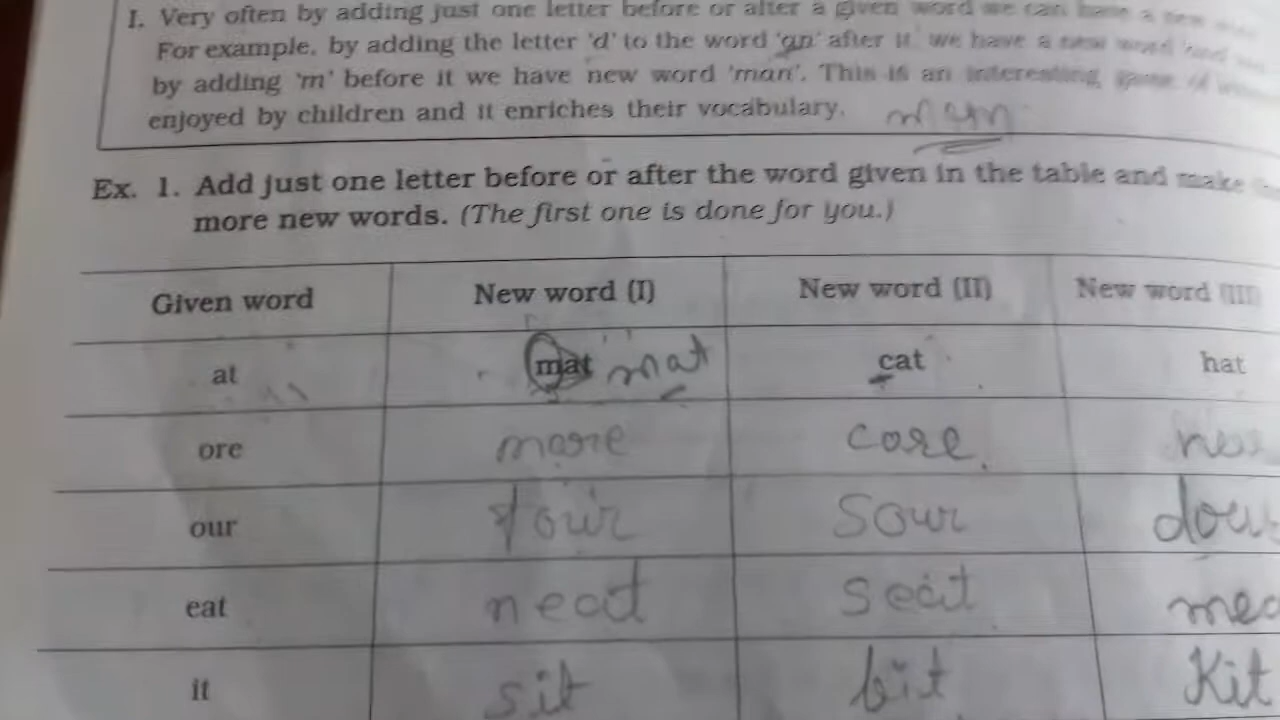 I. Very often by adding just one letter before or after a given word we can have a new
For example, by adding the letter 'd' to the word 'an' after it we have a new word 'and'
by adding 'm' before it we have new word 'man'. This is an interesting game of
enjoyed by children and it enriches their vocabulary.
Ex. 1. Add just one letter before or after the word given in the table and make
more new words. (The first one is done for you.)
Given word New word (I) New word (II) New word (III)
at mat mat cat hat
ore more core
our four sour
eat neat seat
it sit bit Kit